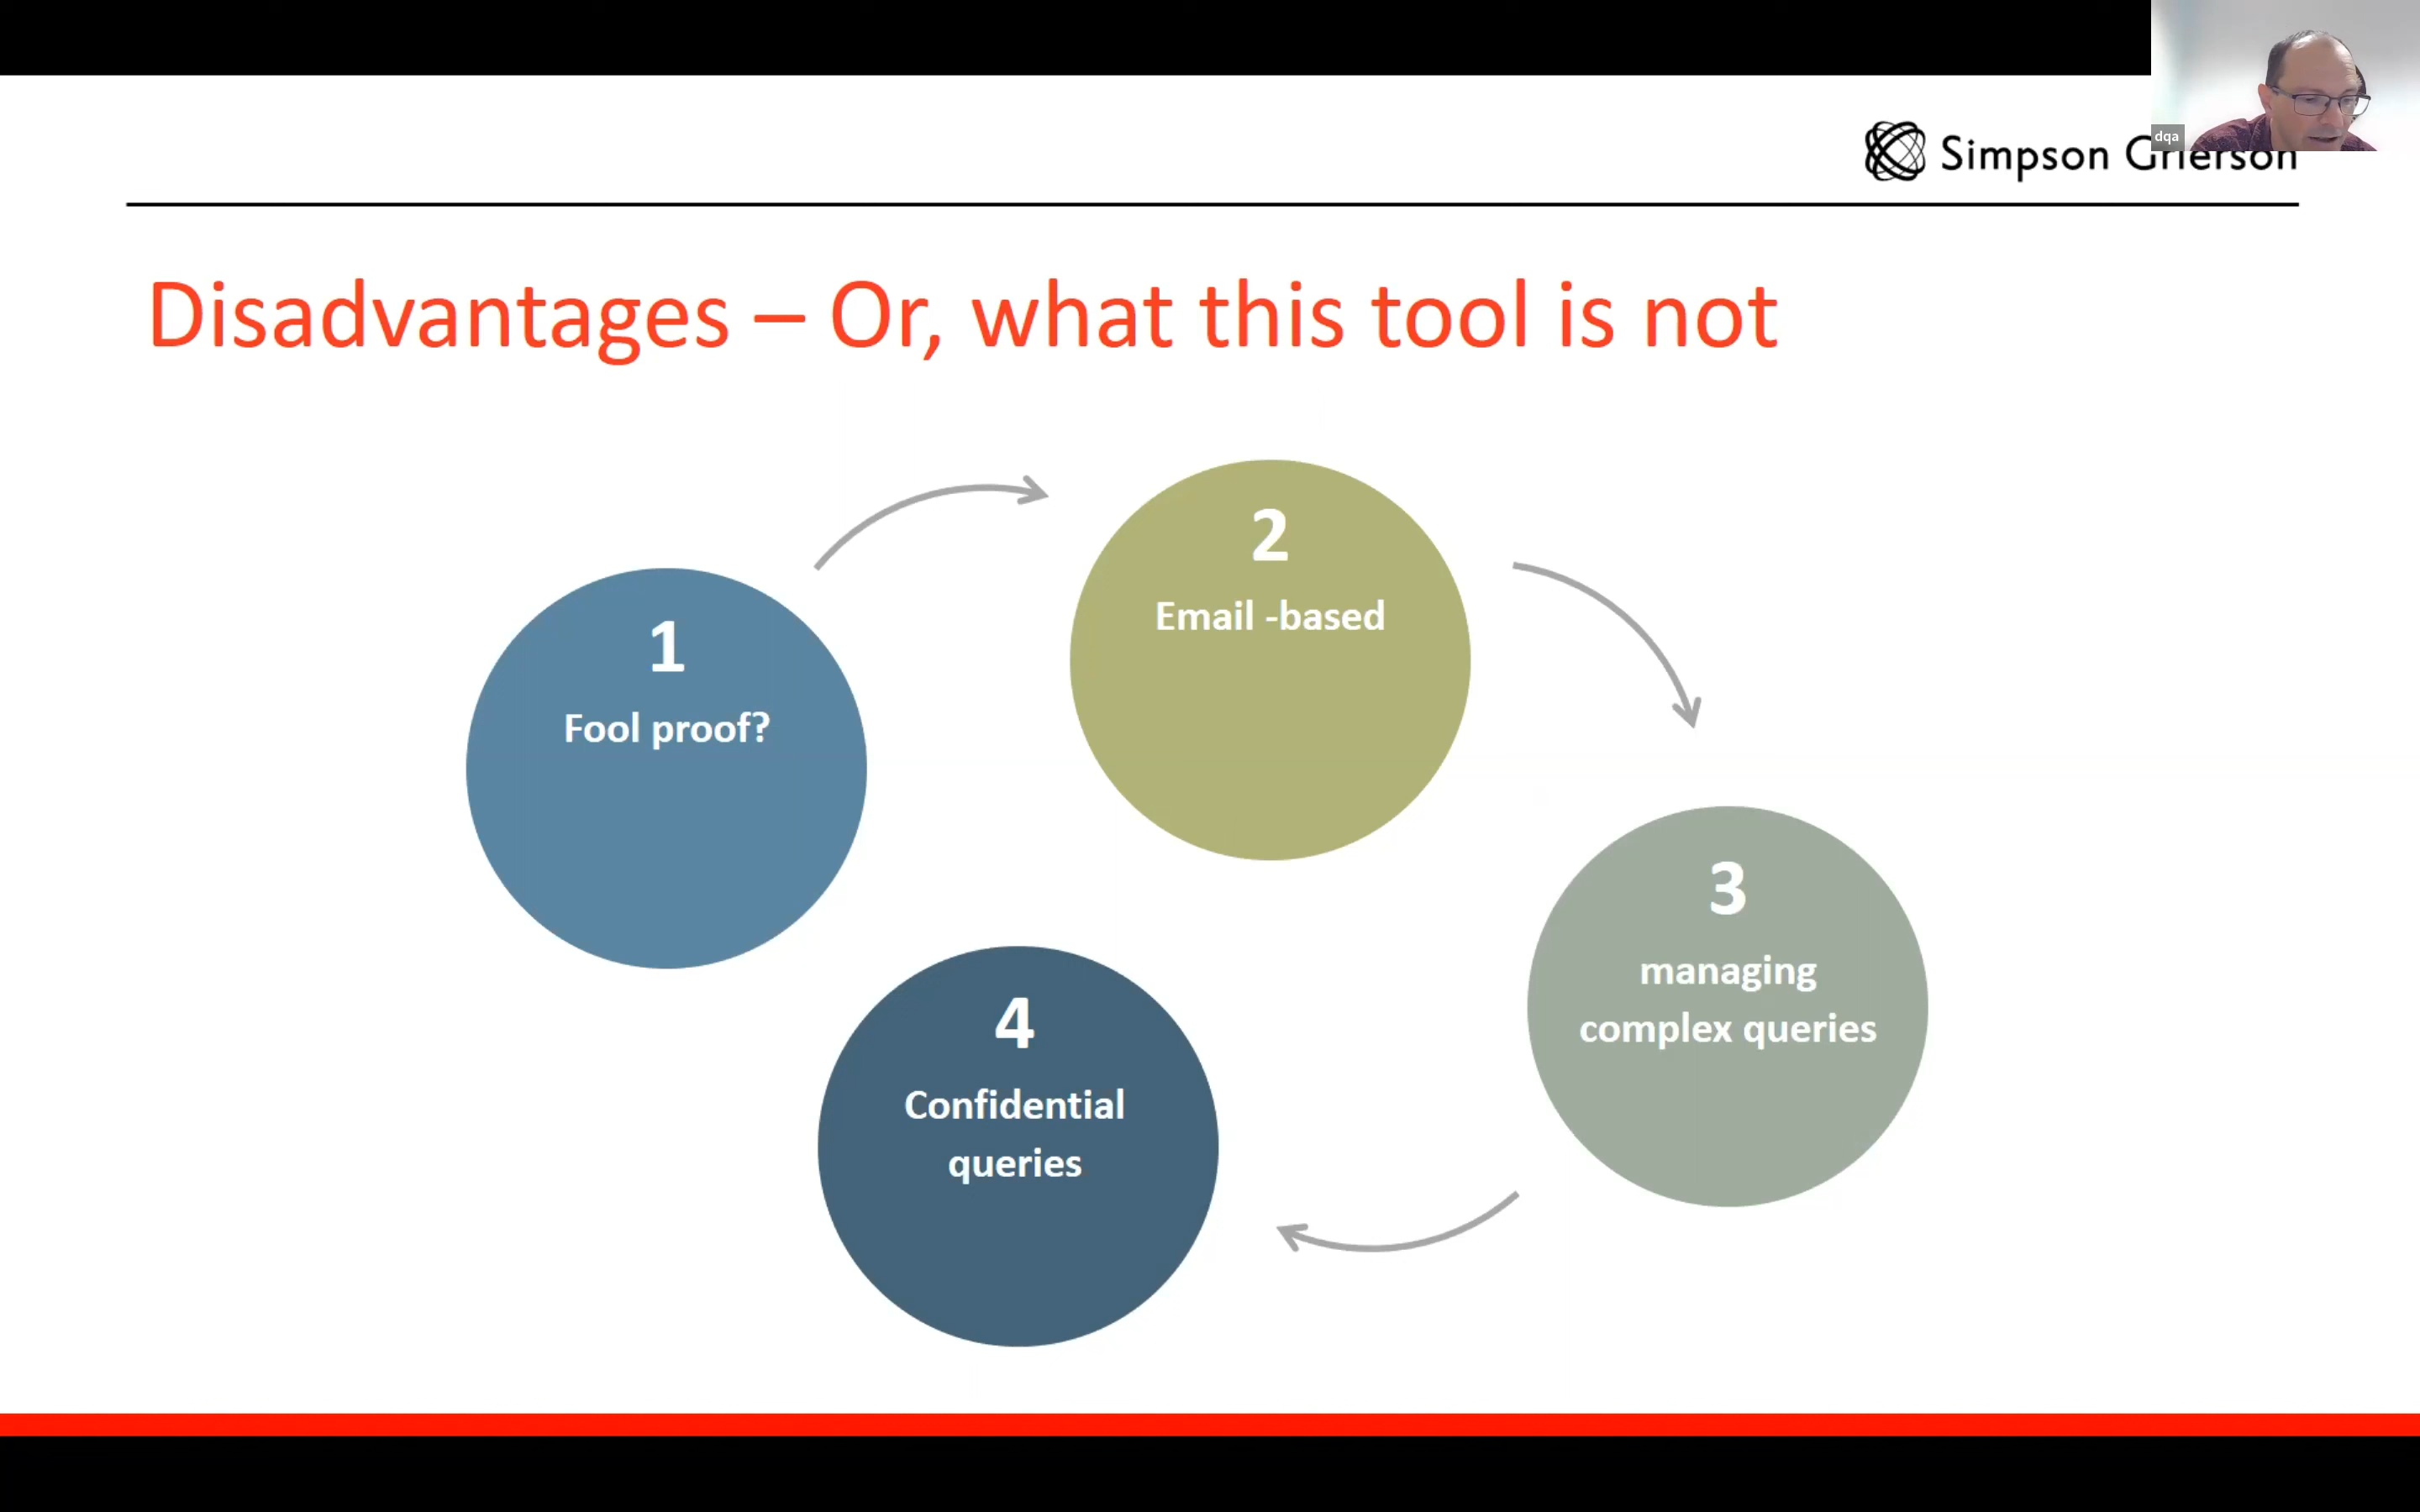 dqa
Simpson Grierson
Disadvantages – Or, what this tool is not
1
Fool proof?
2
Email -based
3
managing
complex queries
4
Confidential
queries